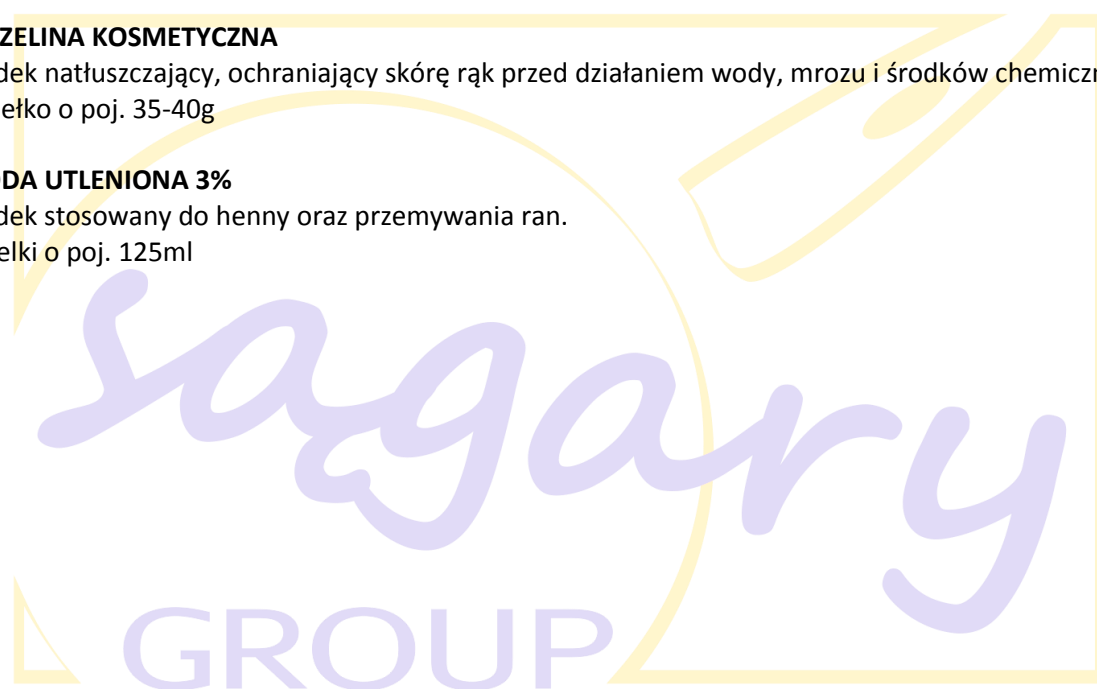 ZELINA KOSMETYCZNA
dek natłuszczający, ochraniający skórę rąk przed działaniem wody, mrozu i środków chemiczn
ełko o poj. 35-40g
DA UTLENIONA 3%
dek stosowany do henny oraz przemywania ran.
elki o poj. 125ml
sągary
GROUP